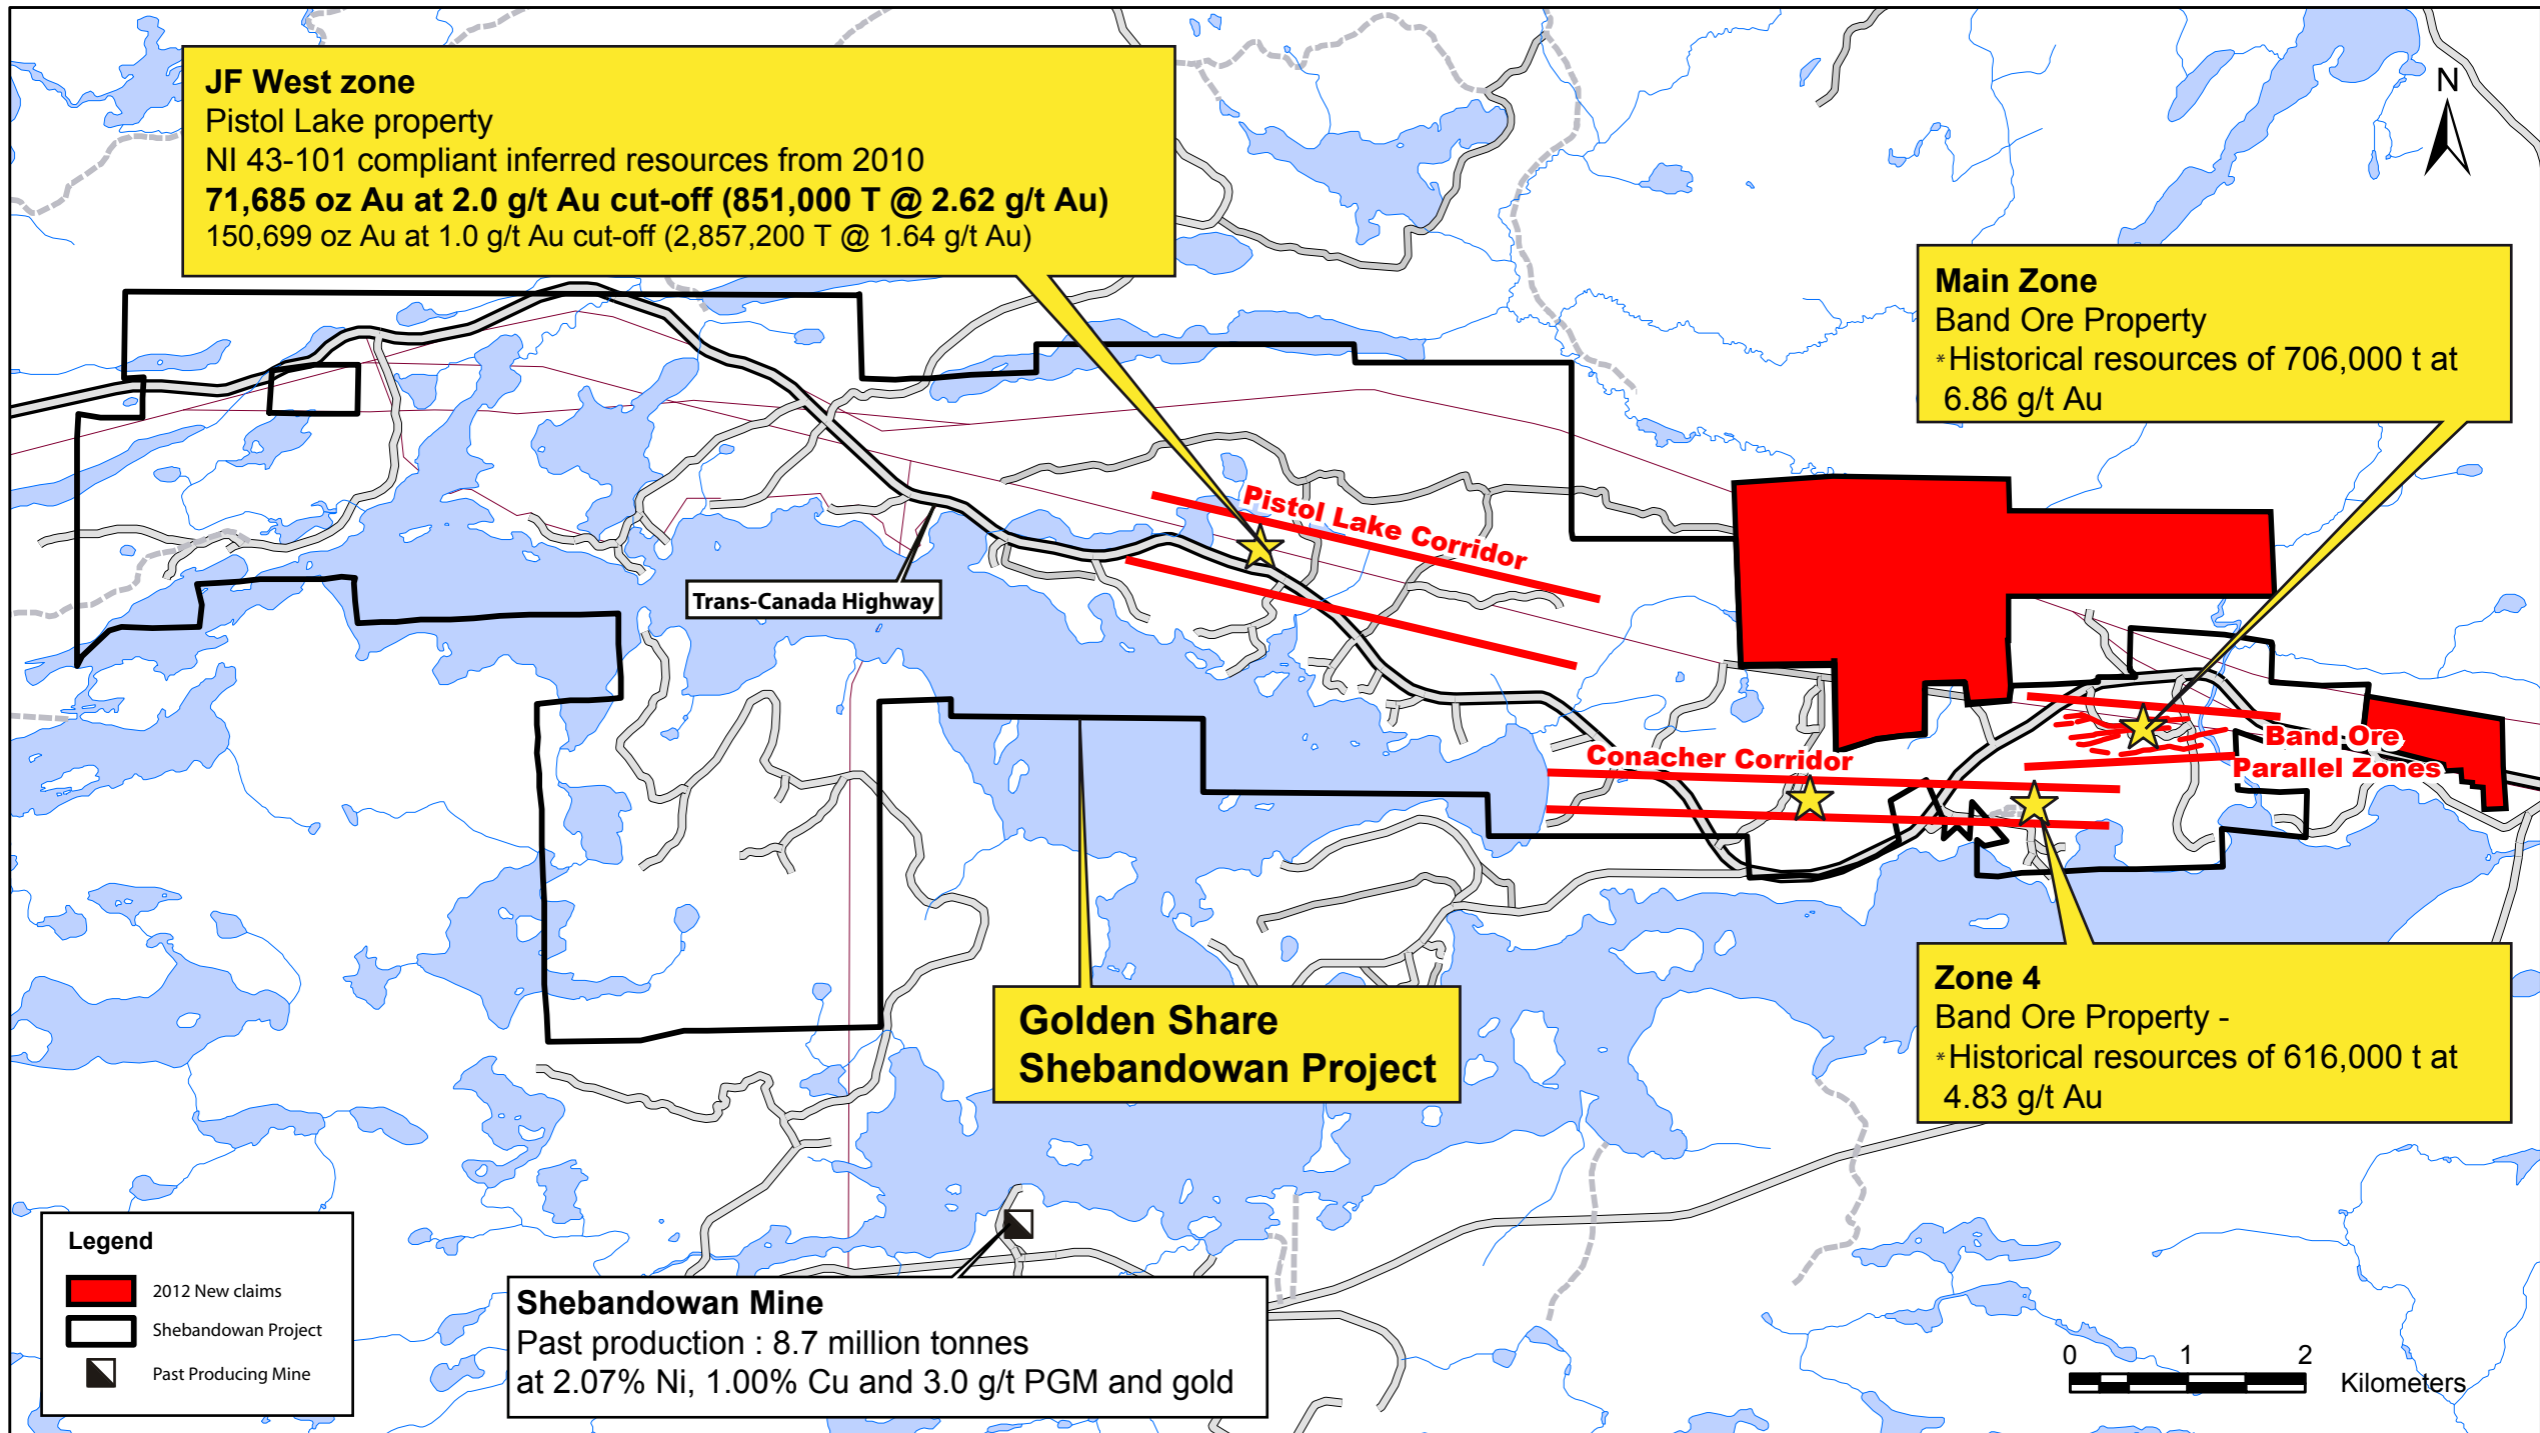 JF West zone
Pistol Lake property
NI 43-101 compliant inferred resources from 2010
71,685 oz Au at 2.0 g/t Au cut-off (851,000 T @ 2.62 g/t Au)
150,699 oz Au at 1.0 g/t Au cut-off (2,857,200 T @ 1.64 g/t Au)
N
Main Zone
Band Ore Property
*Historical resources of 706,000 t at
6.86 g/t Au
Pistol Lake Corridor
Trans-Canada Highway
Conacher Corridor
Band Ore
Parallel Zones
Golden Share
Shebandowan Project
Zone 4
Band Ore Property -
*Historical resources of 616,000 t at
4.83 g/t Au
Legend
2012 New claims
Shebandowan Project
Past Producing Mine
Shebandowan Mine
Past production : 8.7 million tonnes
at 2.07% Ni, 1.00% Cu and 3.0 g/t PGM and gold
0 1 2
Kilometers